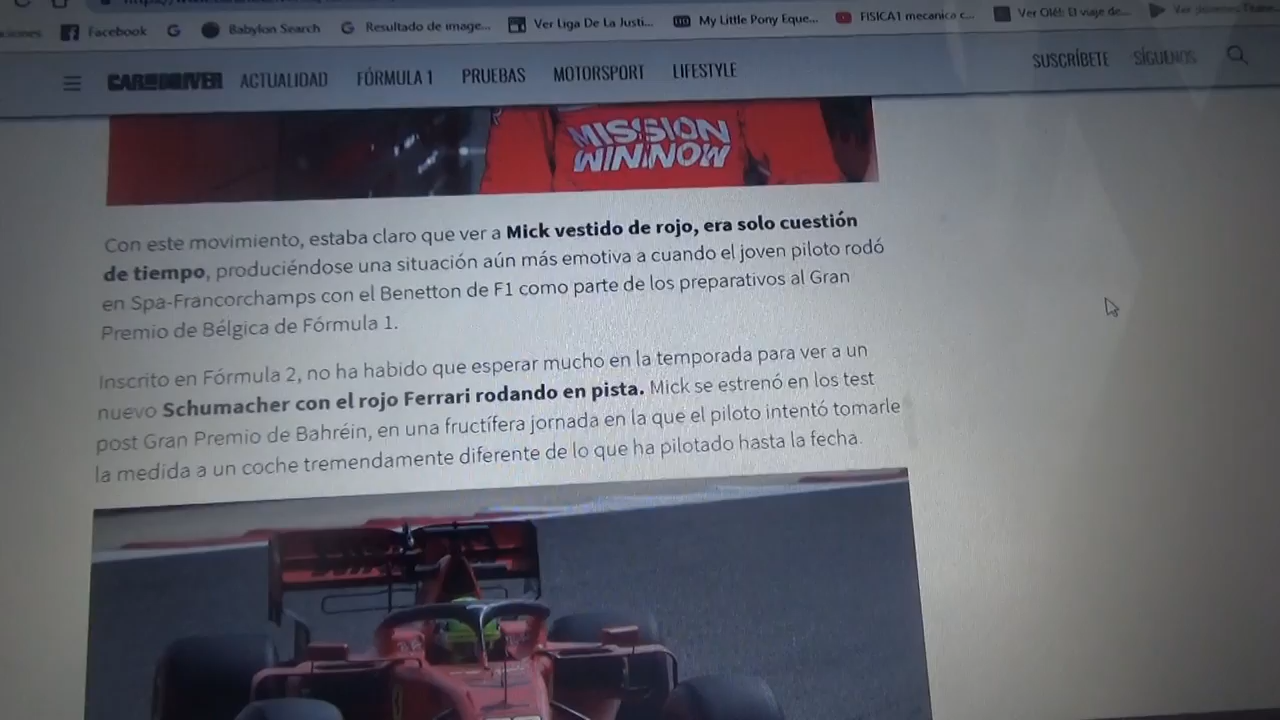 Facebook
Babylon Search
Resultado de image...
Ver Liga De La Justi...
My Little Pony Eque...
FISICA1 mecanica c...
Ver Olé!: El viaje de...
CAR AND DRIVER
ACTUALIDAD
FÓRMULA 1
PRUEBAS
MOTORSPORT
LIFESTYLE
SUSCRÍBETE
SÍGUENOS
MISSION
WINNOW
Con este movimiento, estaba claro que ver a Mick vestido de rojo, era solo cuestión
de tiempo, produciéndose una situación aún más emotiva a cuando el joven piloto rodó
en Spa-Francorchamps con el Benetton de F1 como parte de los preparativos al Gran
Premio de Bélgica de Fórmula 1.
Inscrito en Fórmula 2, no ha habido que esperar mucho en la temporada para ver a un
nuevo Schumacher con el rojo Ferrari rodando en pista. Mick se estrenó en los test
post Gran Premio de Bahréin, en una fructífera jornada en la que el piloto intentó tomarle
la medida a un coche tremendamente diferente de lo que ha pilotado hasta la fecha.